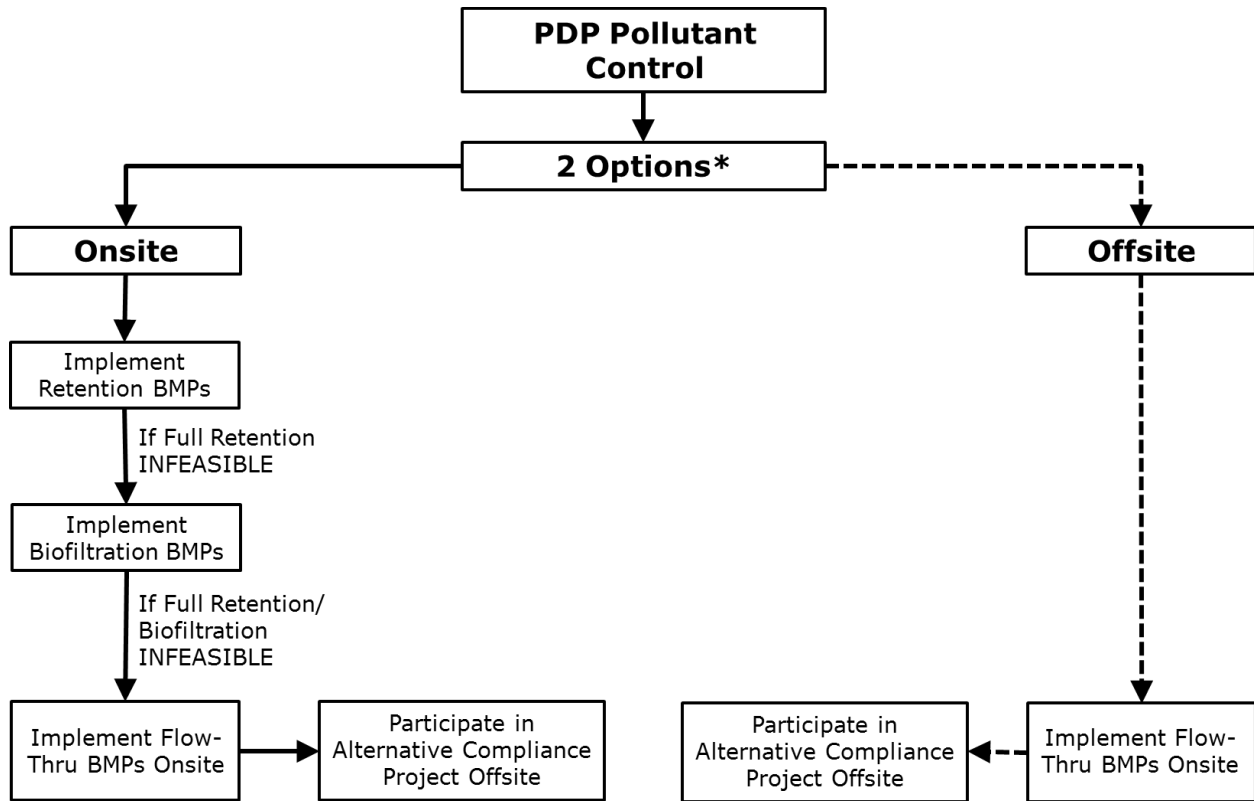 PDP Pollutant
Control
2 Options*
Onsite
Offsite
Implement
Retention BMPs
If Full Retention
INFEASIBLE
Implement
Biofiltration BMPs
If Full Retention/
Biofiltration
INFEASIBLE
Implement Flow-
Thru BMPs Onsite
Participate in
Alternative Compliance
Project Offsite
Participate in
Alternative Compliance
Project Offsite
Implement Flow-
Thru BMPs Onsite